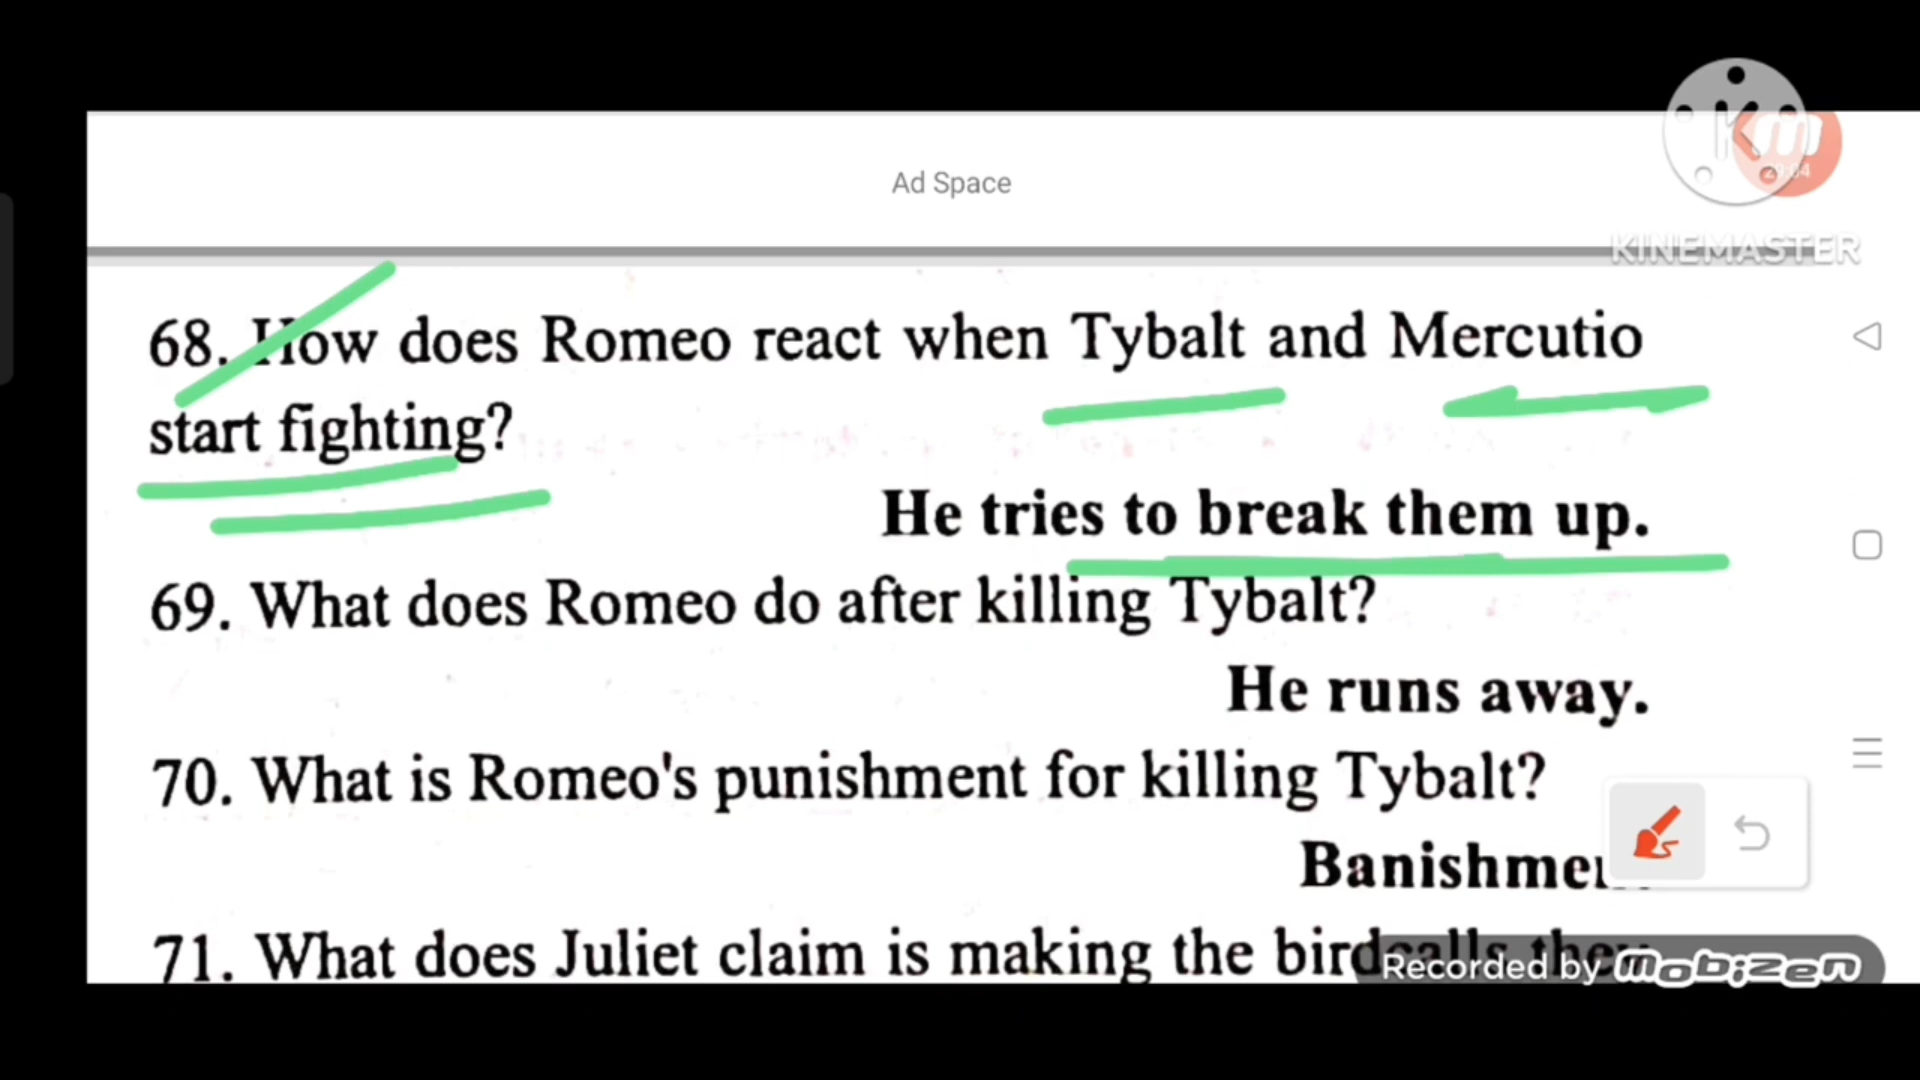 Ad Space
KINEMASTER
68. How does Romeo react when Tybalt and Mercutio
start fighting?
He tries to break them up.
69. What does Romeo do after killing Tybalt?
He runs away.
70. What is Romeo's punishment for killing Tybalt?
71. What does Juliet claim is making the birdcalls they
Recorded by mobizen